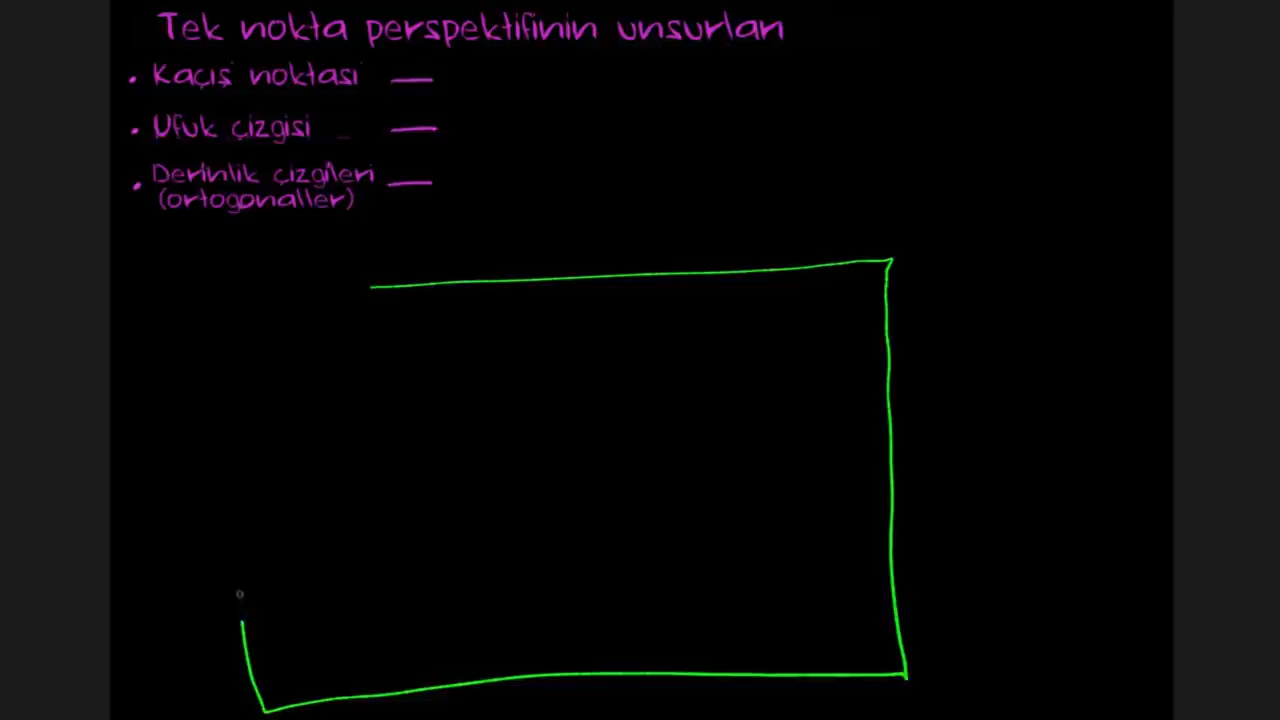 Tek nokta perspektifinin unsurları
• Kaçış noktası —
• Ufuk çizgisi —
• Derinlik çizgileri —
(ortogonaller)